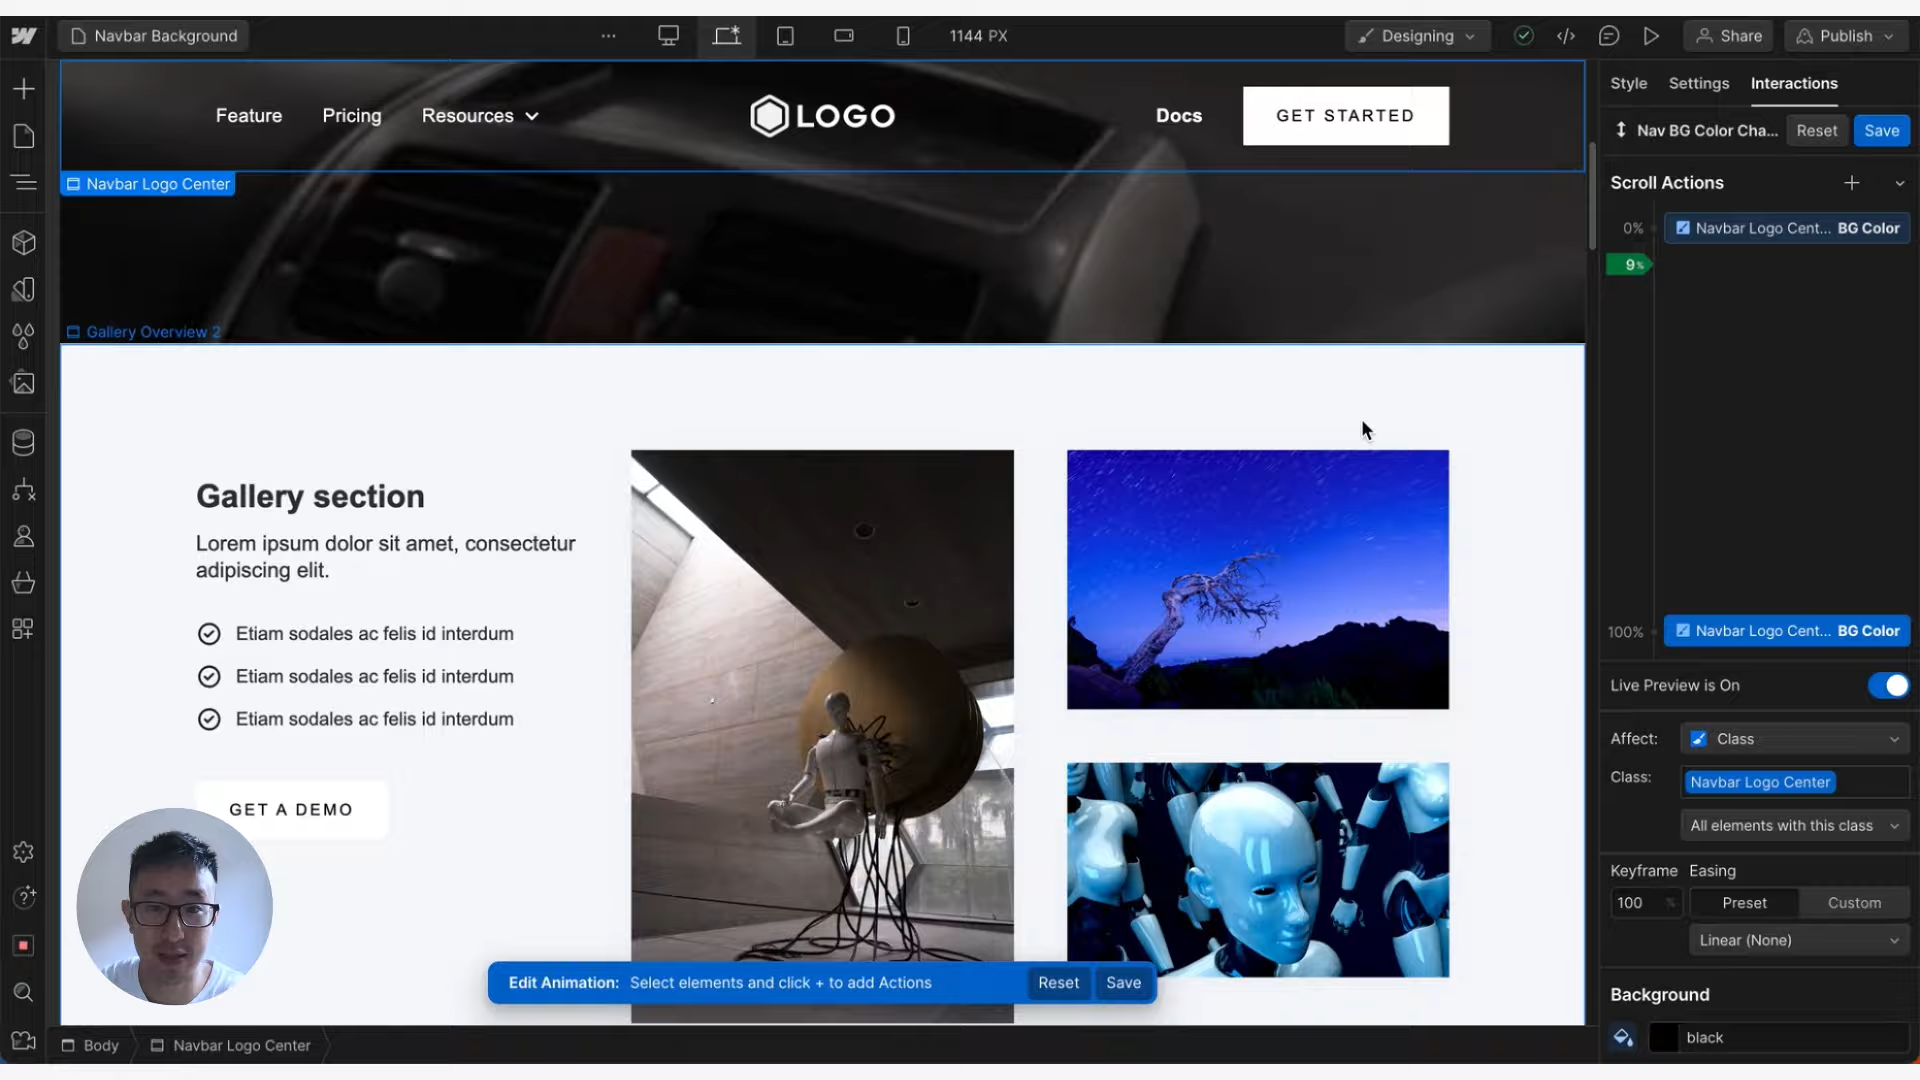 Navbar Background
1144 PX
Designing
Share
Publish
Feature
Pricing
Resources
LOGO
Docs
GET STARTED
Navbar Logo Center
Gallery Overview 2
Gallery section
Lorem ipsum dolor sit amet, consectetur
adipiscing elit.
Etiam sodales ac felis id interdum
Etiam sodales ac felis id interdum
Etiam sodales ac felis id interdum
GET A DEMO
Edit Animation: Select elements and click + to add Actions
Reset
Save
Body
Navbar Logo Center
Style
Settings
Interactions
Nav BG Color Cha...
Reset
Save
Scroll Actions
0%
Navbar Logo Cent... BG Color
9%
100%
Navbar Logo Cent... BG Color
Live Preview is On
Affect:
Class
Class:
Navbar Logo Center
All elements with this class
Keyframe
Easing
100 %
Preset
Custom
Linear (None)
Background
black